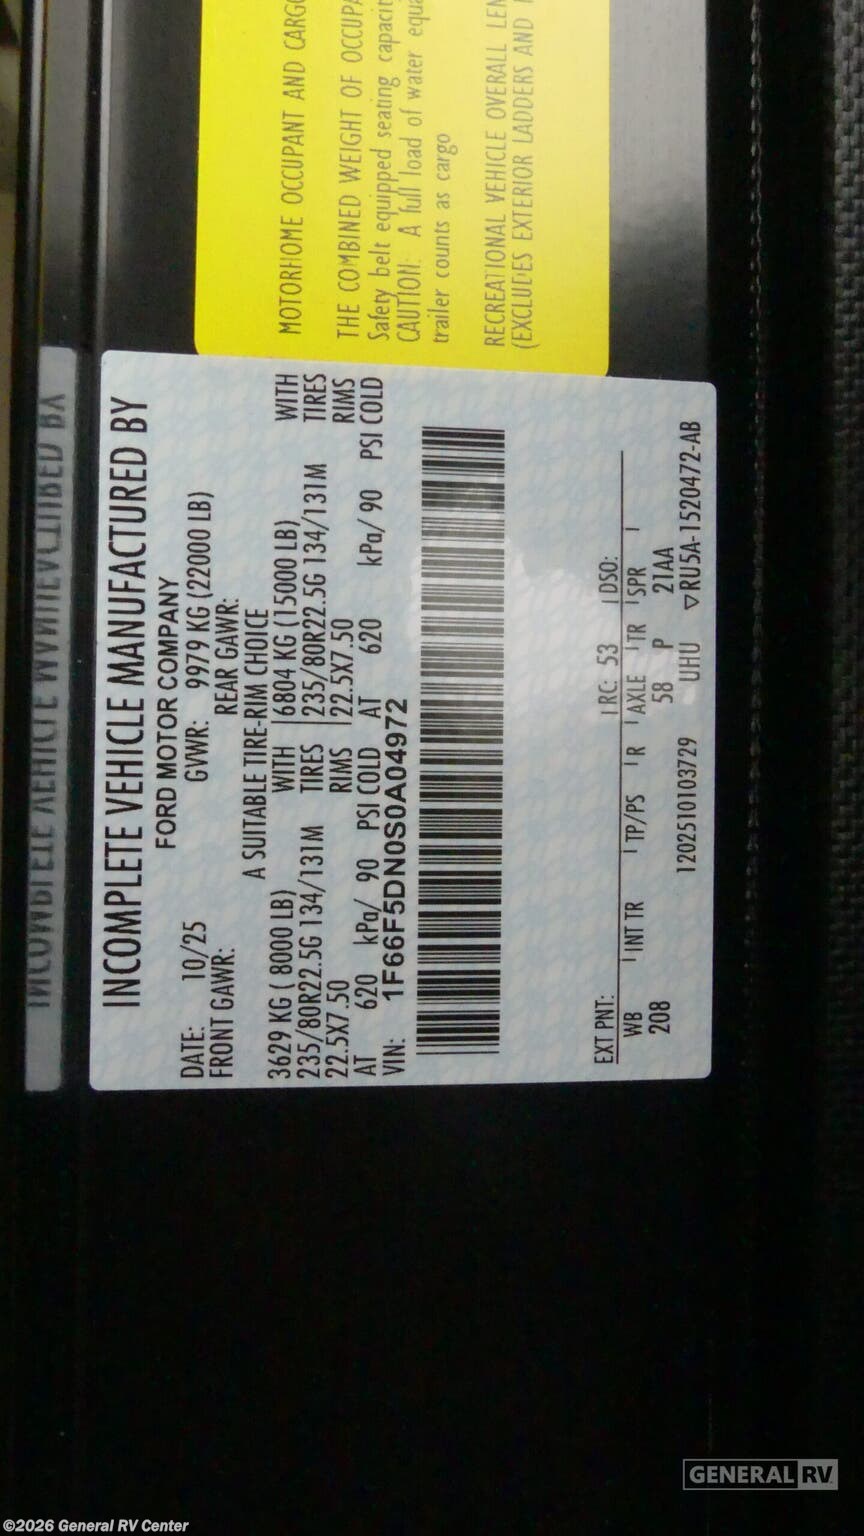 INCOMPLETE VEHICLE MANUFACTURED BY
FORD MOTOR COMPANY
DATE: 10/25 GVWR: 9979 KG (22000 LB)
FRONT GAWR: REAR GAWR:
A SUITABLE TIRE-RIM CHOICE
3629 KG ( 8000 LB) WITH 6804 KG (15000 LB) WITH
235/80R22.5G 134/131M TIRES 235/80R22.5G 134/131M TIRES
22.5X7.50 RIMS 22.5X7.50 RIMS
AT 620 kPa/ 90 PSI COLD AT 620 kPa/ 90 PSI COLD
VIN: 1F66F5DN0S0A04972
EXT PNT: RC: 53 DSO:
WB INT TR TP/PS R AXLE TR SPR
208 58 P 21AA
1202510103729 UHU ▽RU5A-1520472-AB
MOTORHOME OCCUPANT AND CARGO
THE COMBINED WEIGHT OF
Safety belt equipped seating
CAUTION: A full load of water
trailer counts as cargo
RECREATIONAL VEHICLE OVERALL
(EXCLUDES EXTERIOR LADDERS AND
GENERAL RV
©2026 General RV Center